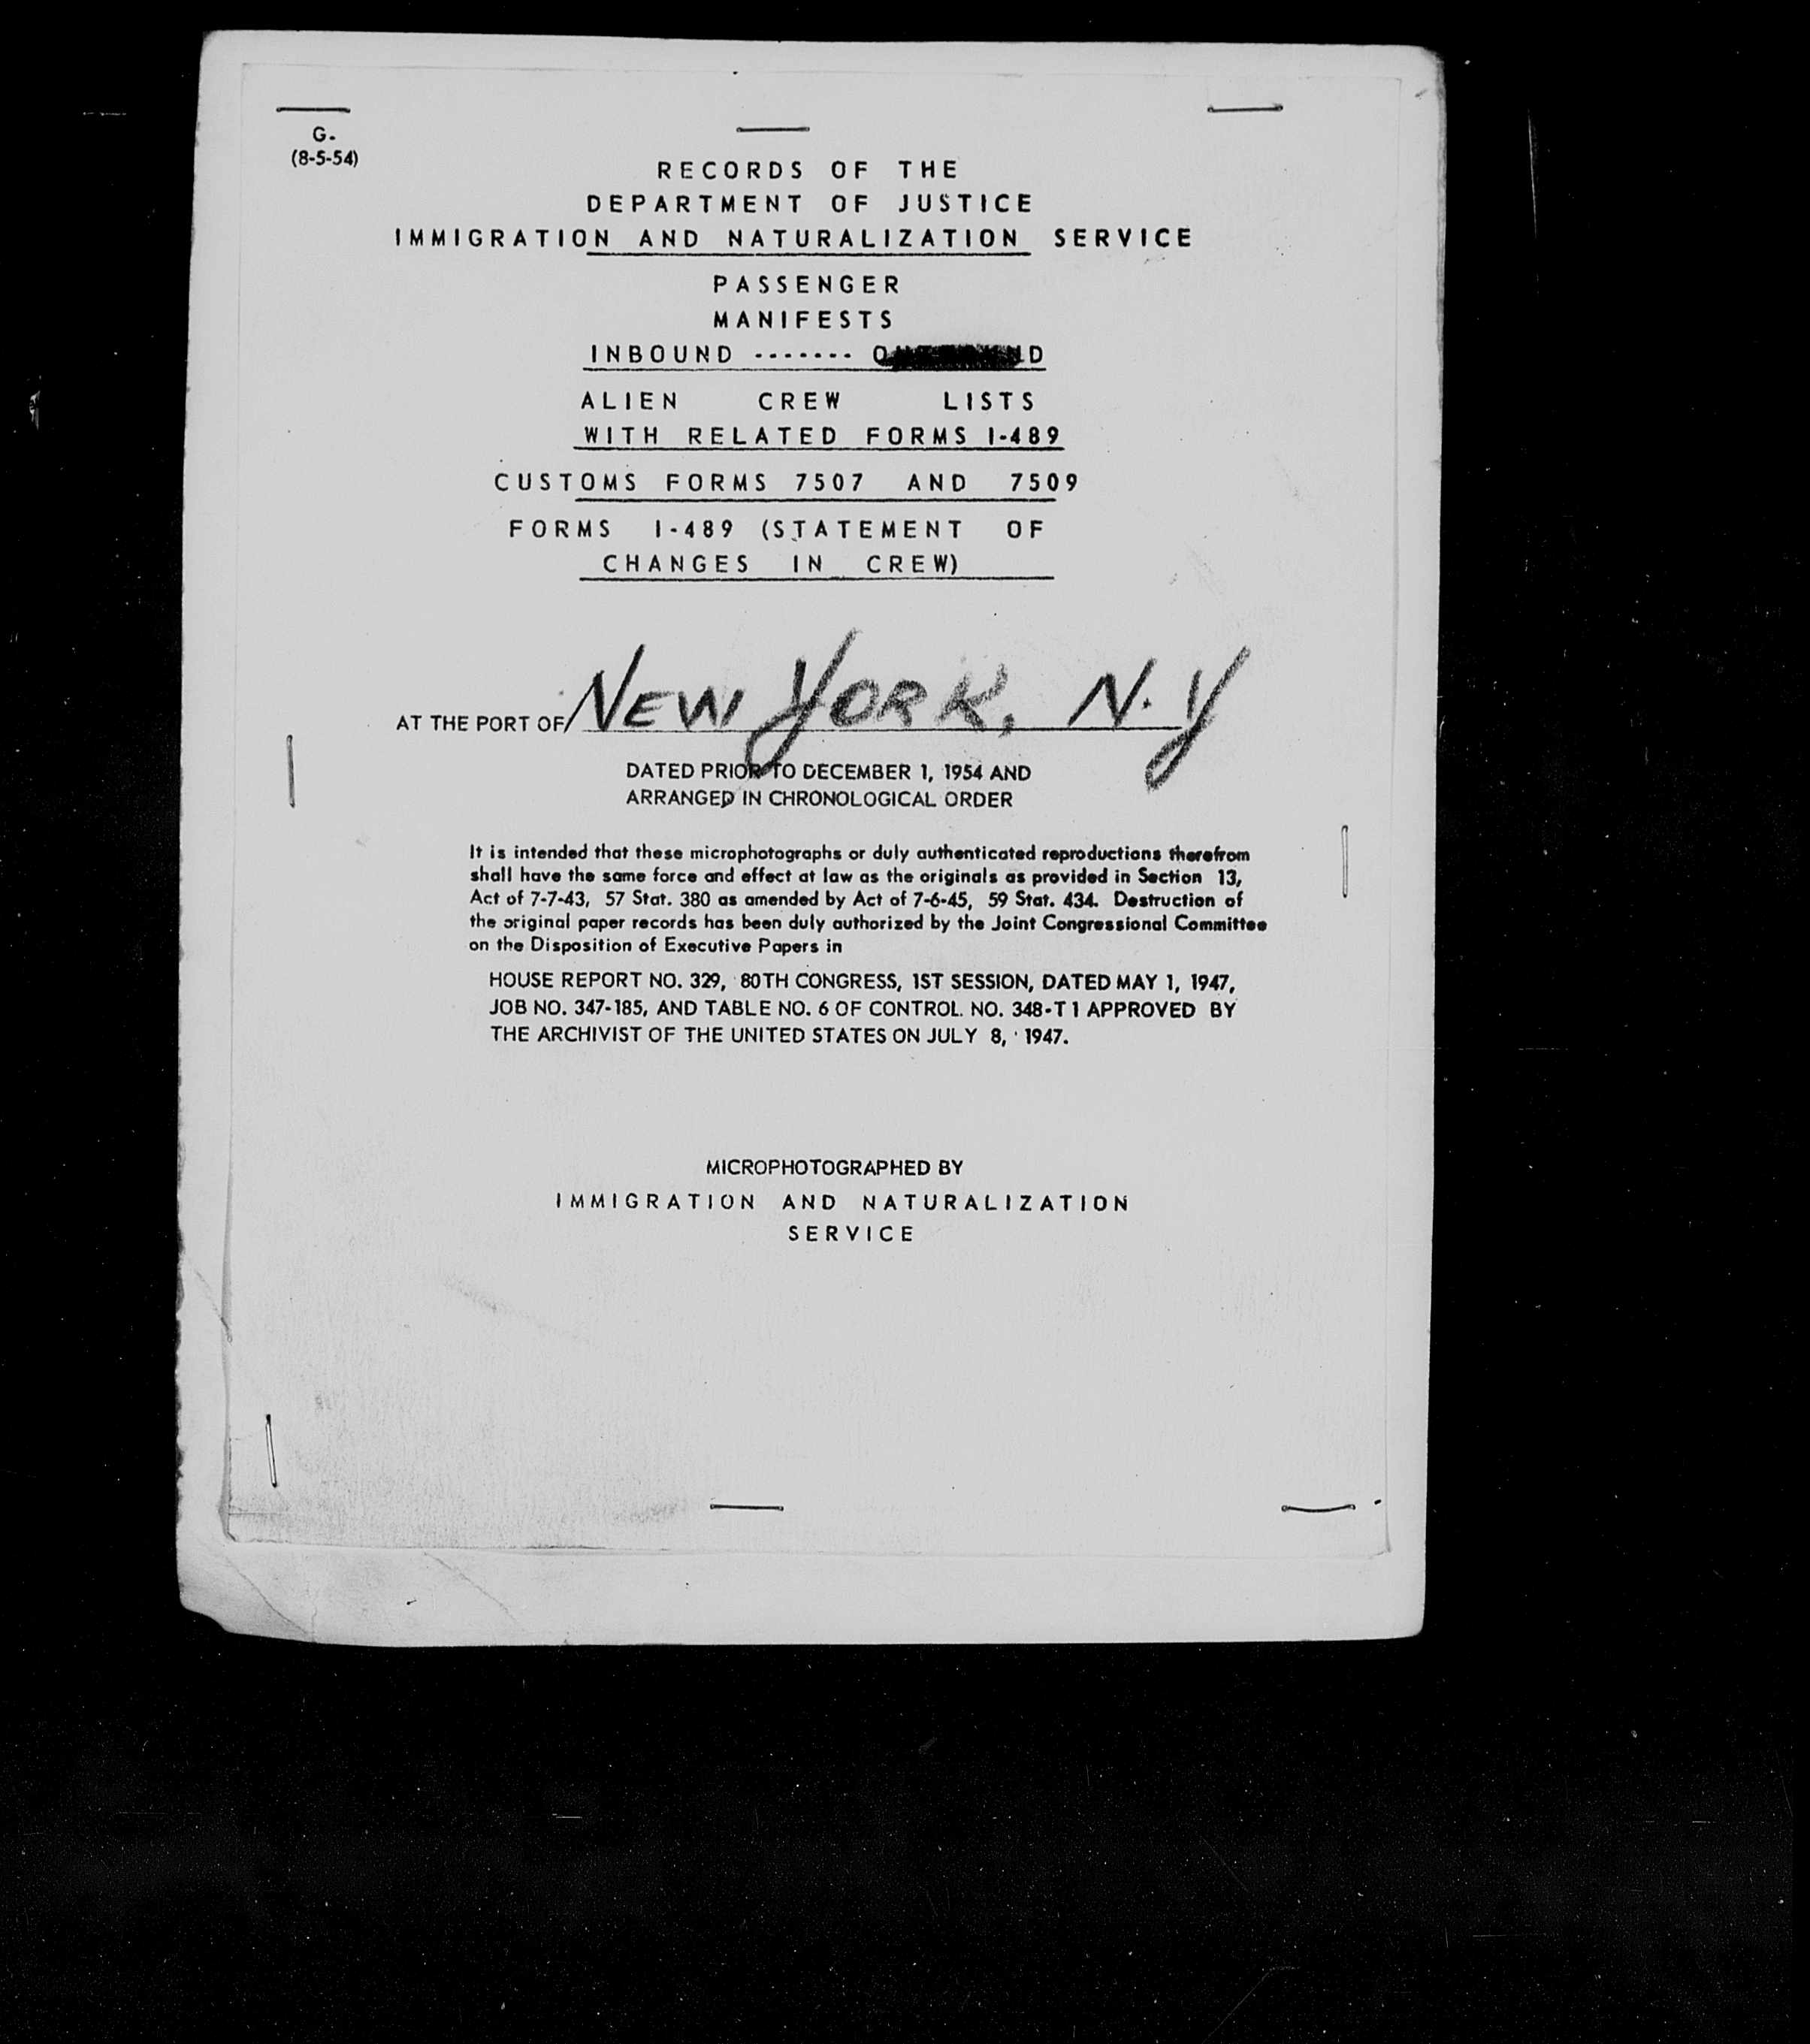 G-
(8-5-54)
RECORDS OF THE
DEPARTMENT OF JUSTICE
IMMIGRATION AND NATURALIZATION SERVICE
PASSENGER
MANIFESTS
INBOUND -------
ALIEN CREW LISTS
WITH RELATED FORMS I-489
CUSTOMS FORMS 7507 AND 7509
FORMS I-489 (STATEMENT OF
CHANGES IN CREW)
AT THE PORT OF NEW YORK, N.Y
DATED PRIOR TO DECEMBER 1, 1954 AND
ARRANGED IN CHRONOLOGICAL ORDER
It is intended that these microphotographs or duly authenticated reproductions therefrom
shall have the same force and effect at law as the originals as provided in Section 13,
Act of 7-7-43, 57 Stat. 380 as amended by Act of 7-6-45, 59 Stat. 434. Destruction of
the original paper records has been duly authorized by the Joint Congressional Committee
on the Disposition of Executive Papers in
HOUSE REPORT NO. 329, 80TH CONGRESS, 1ST SESSION, DATED MAY 1, 1947,
JOB NO. 347-185, AND TABLE NO. 6 OF CONTROL. NO. 348-T1 APPROVED BY
THE ARCHIVIST OF THE UNITED STATES ON JULY 8, 1947.
MICROPHOTOGRAPHED BY
IMMIGRATION AND NATURALIZATION
SERVICE